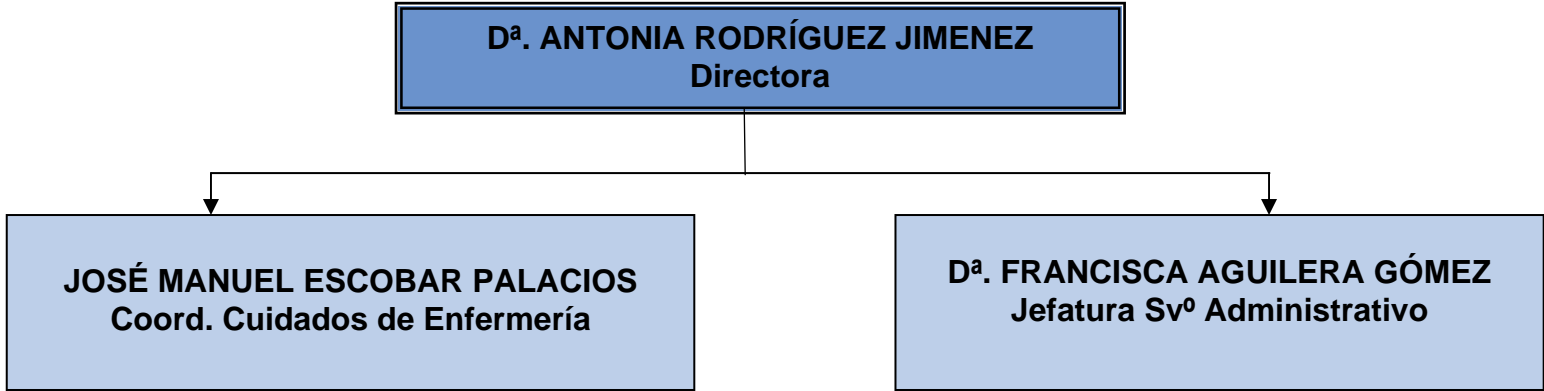 Dª. ANTONIA RODRÍGUEZ JIMENEZ
Directora
JOSÉ MANUEL ESCOBAR PALACIOS
Coord. Cuidados de Enfermería
Dª. FRANCISCA AGUILERA GÓMEZ
Jefatura Svº Administrativo